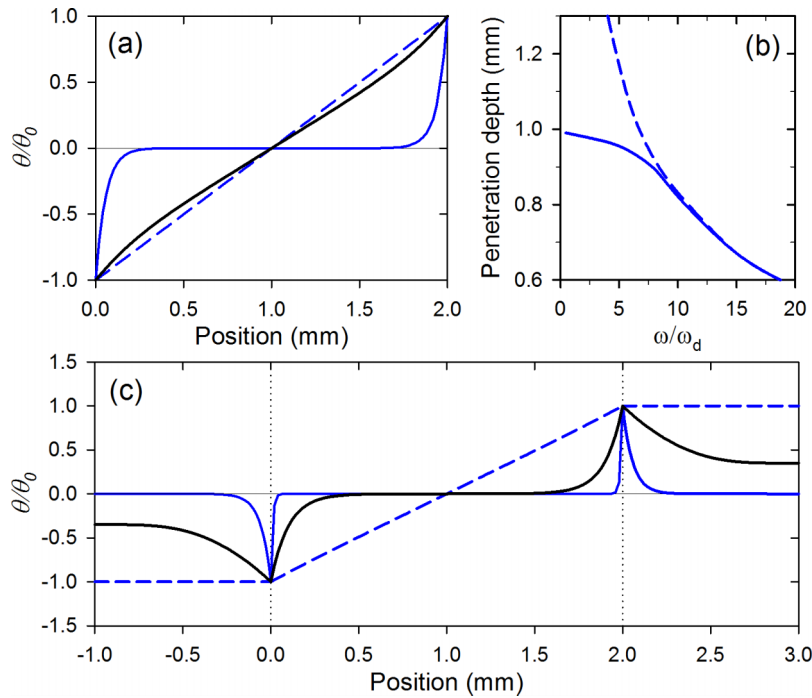 (a)
1.0
0.5
0.0
-0.5
-1.0
θ/θ0
0.0 0.5 1.0 1.5 2.0
Position (mm)
(b)
1.2
1.0
0.8
0.6
Penetration depth (mm)
0 5 10 15 20
ω/ωd
(c)
1.5
1.0
0.5
0.0
-0.5
-1.0
-1.5
θ/θ0
-1.0 -0.5 0.0 0.5 1.0 1.5 2.0 2.5 3.0
Position (mm)